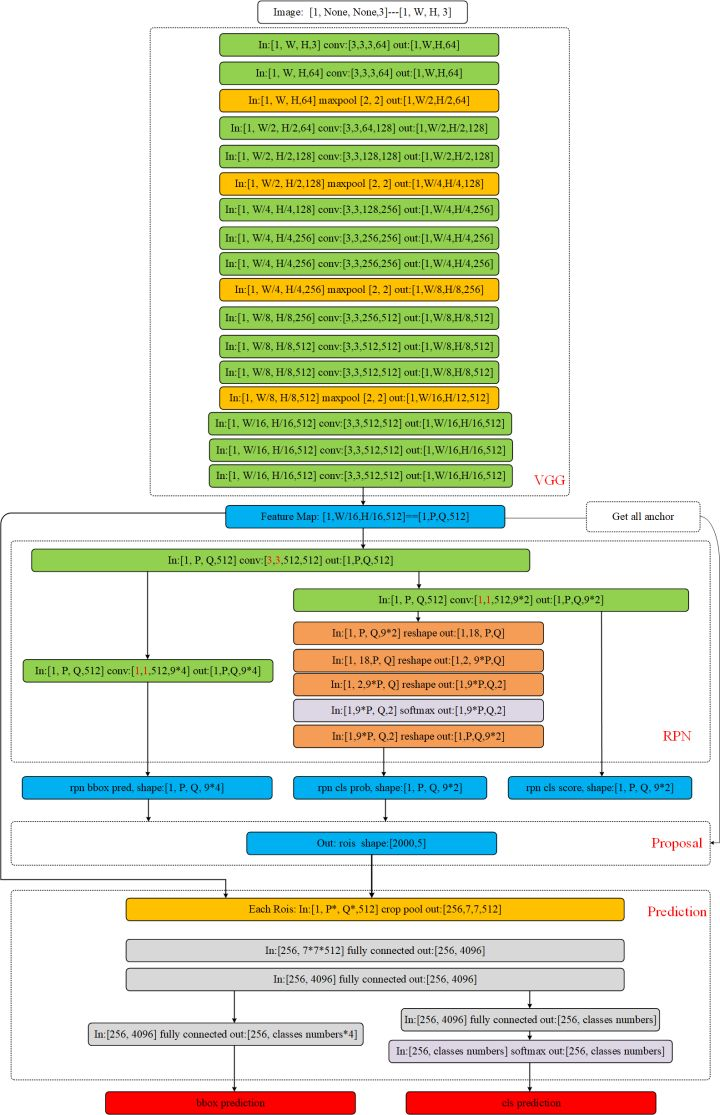 Image: [1, None, None,3]---[1, W, H, 3]
In:[1, W, H,3] conv:[3,3,3,64] out:[1,W,H,64]
In:[1, W, H,64] conv:[3,3,3,64] out:[1,W,H,64]
In:[1, W, H,64] maxpool [2, 2] out:[1,W/2,H/2,64]
In:[1, W/2, H/2,64] conv:[3,3,64,128] out:[1,W/2,H/2,128]
In:[1, W/2, H/2,128] conv:[3,3,128,128] out:[1,W/2,H/2,128]
In:[1, W/2, H/2,128] maxpool [2, 2] out:[1,W/4,H/4,128]
In:[1, W/4, H/4,128] conv:[3,3,128,256] out:[1,W/4,H/4,256]
In:[1, W/4, H/4,256] conv:[3,3,256,256] out:[1,W/4,H/4,256]
In:[1, W/4, H/4,256] conv:[3,3,256,256] out:[1,W/4,H/4,256]
In:[1, W/4, H/4,256] maxpool [2, 2] out:[1,W/8,H/8,256]
In:[1, W/8, H/8,256] conv:[3,3,256,512] out:[1,W/8,H/8,512]
In:[1, W/8, H/8,512] conv:[3,3,512,512] out:[1,W/8,H/8,512]
In:[1, W/8, H/8,512] conv:[3,3,512,512] out:[1,W/8,H/8,512]
In:[1, W/8, H/8,512] maxpool [2, 2] out:[1,W/16,H/12,512]
In:[1, W/16, H/16,512] conv:[3,3,512,512] out:[1,W/16,H/16,512]
In:[1, W/16, H/16,512] conv:[3,3,512,512] out:[1,W/16,H/16,512]
In:[1, W/16, H/16,512] conv:[3,3,512,512] out:[1,W/16,H/16,512]
VGG
Feature Map: [1,W/16,H/16,512]==[1,P,Q,512]
Get all anchor
In:[1, P, Q,512] conv:[3,3,512,512] out:[1,P,Q,512]
In:[1, P, Q,512] conv:[1,1,512,9*2] out:[1,P,Q,9*2]
In:[1, P, Q,9*2] reshape out:[1,18, P,Q]
In:[1, 18,P, Q] reshape out:[1,2, 9*P,Q]
In:[1, P, Q,512] conv:[1,1,512,9*4] out:[1,P,Q,9*4]
In:[1, 2,9*P, Q] reshape out:[1,9*P,Q,2]
In:[1,9*P, Q,2] softmax out:[1,9*P,Q,2]
In:[1,9*P, Q,2] reshape out:[1,P,Q,9*2]
RPN
rpn bbox pred, shape:[1, P, Q, 9*4]
rpn cls prob, shape:[1, P, Q, 9*2]
rpn cls score, shape:[1, P, Q, 9*2]
Out: rois shape:[2000,5]
Proposal
Each Rois: In:[1, P*, Q*,512] crop pool out:[256,7,7,512]
Prediction
In:[256, 7*7*512] fully connected out:[256, 4096]
In:[256, 4096] fully connected out:[256, 4096]
In:[256, 4096] fully connected out:[256, classes numbers*4]
In:[256, 4096] fully connected out:[256, classes numbers]
In:[256, classes numbers] softmax out:[256, classes numbers]
bbox prediction
cls prediction